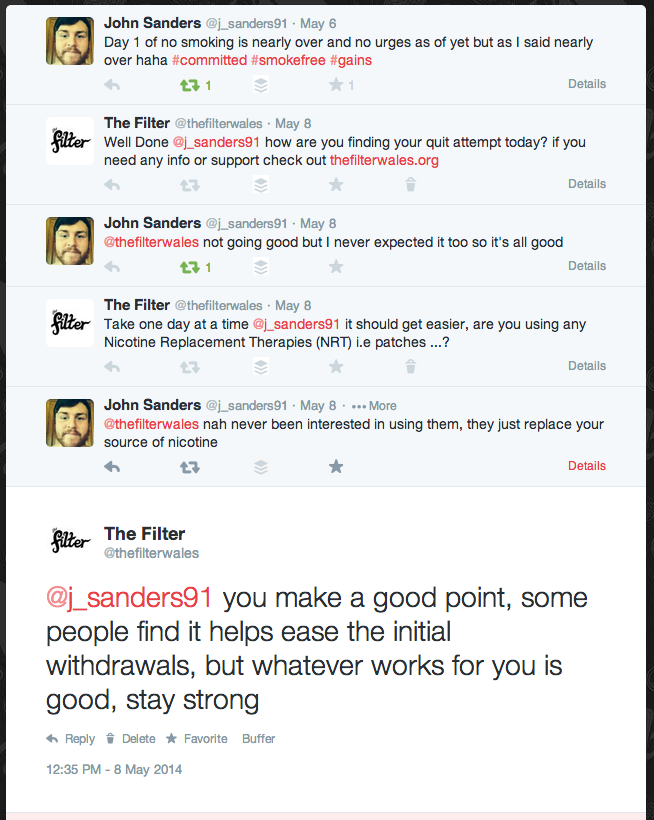 John Sanders @j_sanders91 · May 6
Day 1 of no smoking is nearly over and no urges as of yet but as I said nearly
over haha #committed #smokefree #gains
1
1
Details
filter
The Filter @thefilterwales · May 8
Well Done @j_sanders91 how are you finding your quit attempt today? if you
need any info or support check out thefilterwales.org
Details
John Sanders @j_sanders91 · May 8
@thefilterwales not going good but I never expected it too so it's all good
1
Details
filter
The Filter @thefilterwales · May 8
Take one day at a time @j_sanders91 it should get easier, are you using any
Nicotine Replacement Therapies (NRT) i.e patches ...?
Details
John Sanders @j_sanders91 · May 8 · ••• More
@thefilterwales nah never been interested in using them, they just replace your
source of nicotine
Details
filter
The Filter
@thefilterwales
@j_sanders91 you make a good point, some
people find it helps ease the initial
withdrawals, but whatever works for you is
good, stay strong
Reply Delete Favorite Buffer
12:35 PM - 8 May 2014